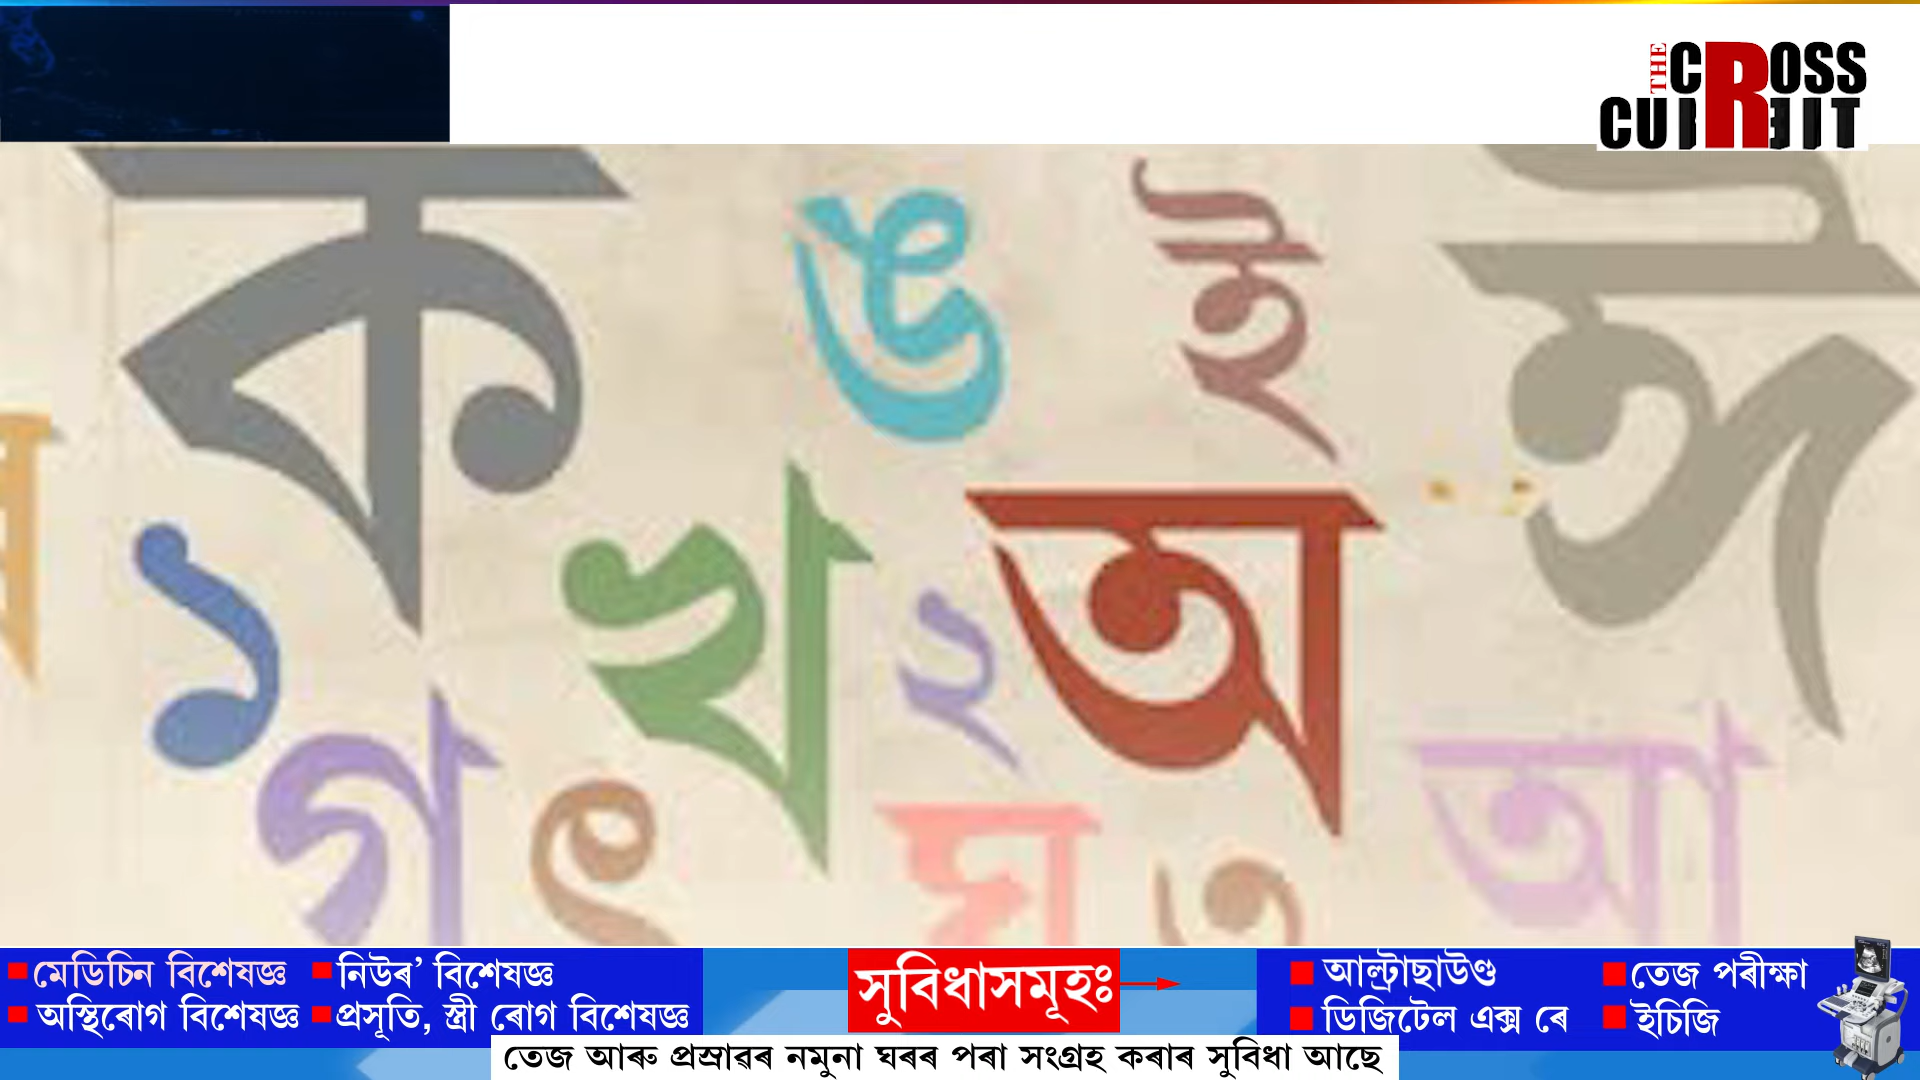 THE CROSS
CURRENT
ক ঙ ই ঈ
১ খ ২ অ
গ ৎ ঘ ৩ আ
মেডিচিন বিশেষজ্ঞ নিউৰ’ বিশেষজ্ঞ
অস্থিৰোগ বিশেষজ্ঞ প্ৰসূতি, স্ত্ৰী ৰোগ বিশেষজ্ঞ
সুবিধাসমূহঃ
আল্ট্ৰাছাউণ্ড তেজ পৰীক্ষা
ডিজিটেল এক্স ৰে ইচিজি
তেজ আৰু প্ৰস্ৰাৱৰ নমুনা ঘৰৰ পৰা সংগ্ৰহ কৰাৰ সুবিধা আছে